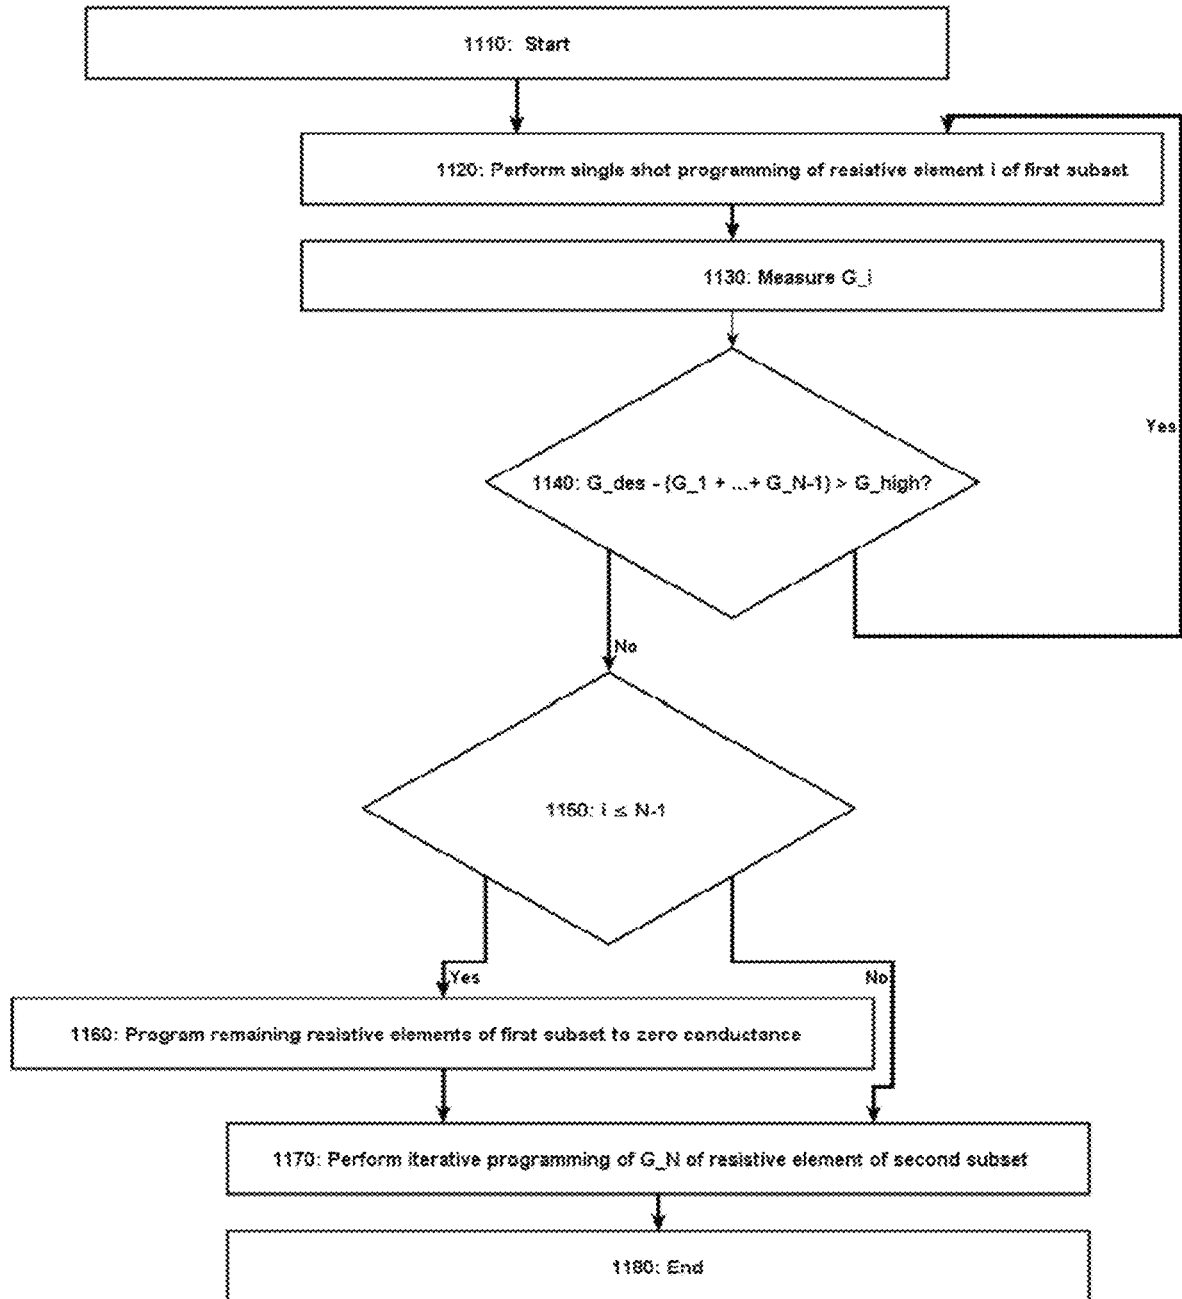 1110: Start
1120: Perform single shot programming of resistive element i of first subset
1130: Measure G_i
Yes
1140: G_des - (G_1 + ...+ G_N-1) > G_high?
No
1150: i ≤ N-1
Yes
No
1160: Program remaining resistive elements of first subset to zero conductance
1170: Perform iterative programming of G_N of resistive element of second subset
1180: End